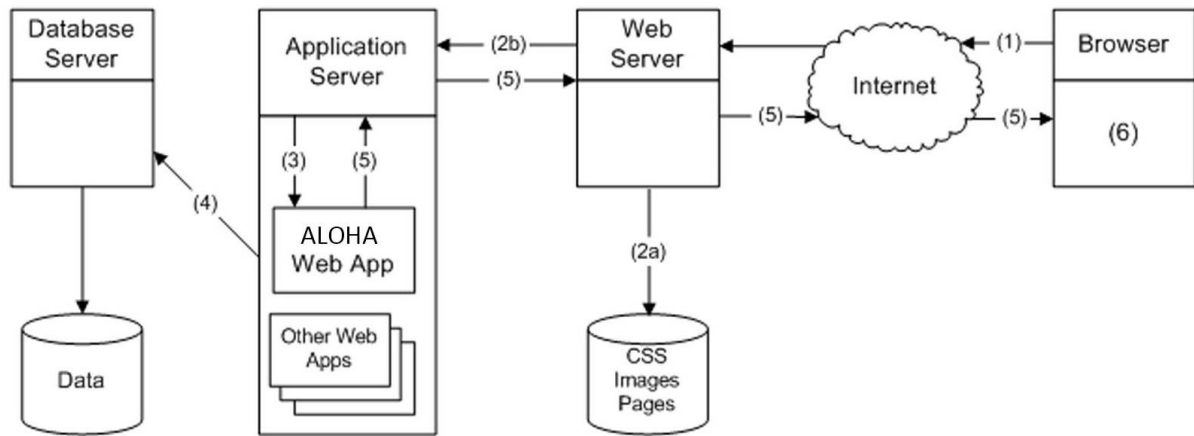 Database
Server
Application
Server
(2b)
(5)
Web
Server
(1)
Browser
Internet
(5)
(5)
(6)
(3)
(5)
(4)
ALOHA
Web App
(2a)
Other Web
Apps
Data
CSS
Images
Pages